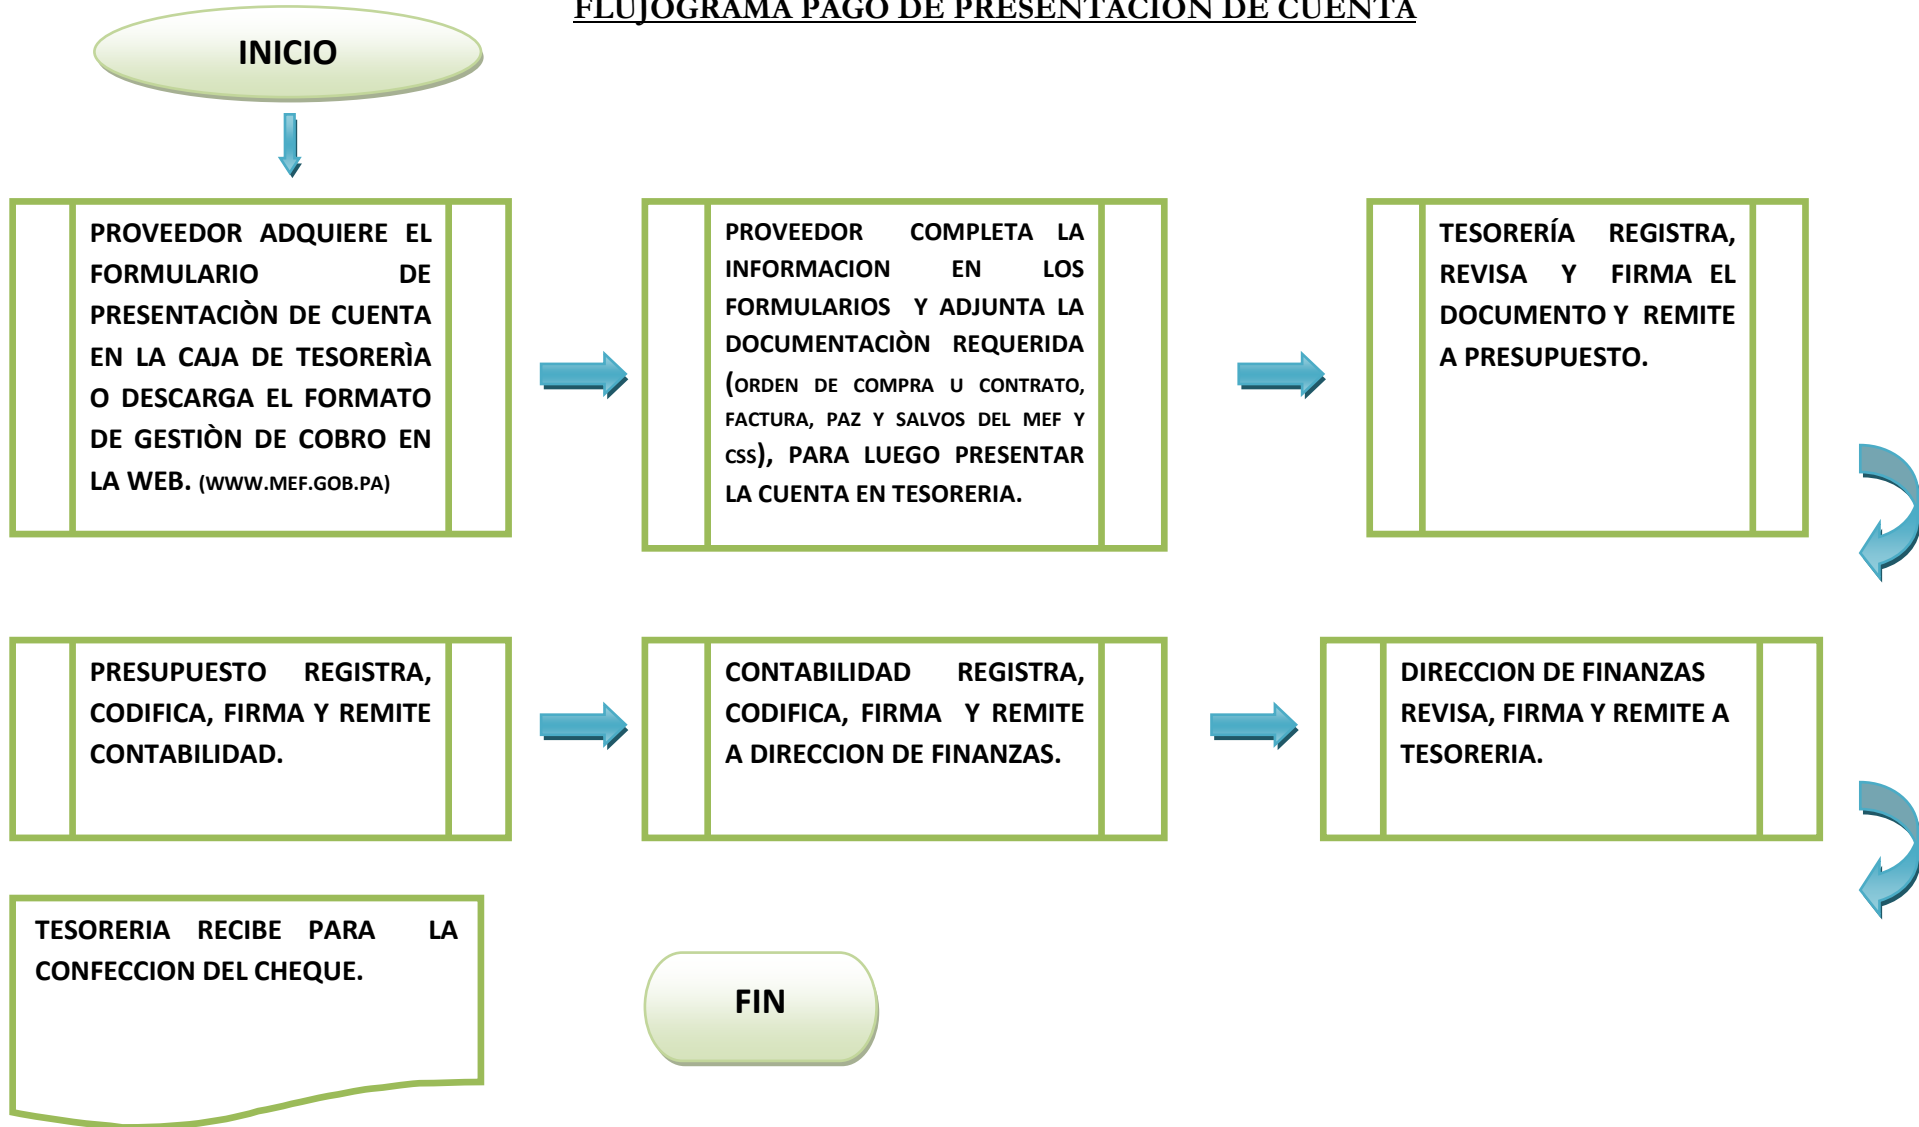 FLUJOGRAMA PAGO DE PRESENTACION DE CUENTA
INICIO
PROVEEDOR ADQUIERE EL
FORMULARIO DE
PRESENTACIÒN DE CUENTA
EN LA CAJA DE TESORERÌA
O DESCARGA EL FORMATO
DE GESTIÒN DE COBRO EN
LA WEB. (WWW.MEF.GOB.PA)
PROVEEDOR COMPLETA LA
INFORMACION EN LOS
FORMULARIOS Y ADJUNTA LA
DOCUMENTACIÒN REQUERIDA
(ORDEN DE COMPRA U CONTRATO,
FACTURA, PAZ Y SALVOS DEL MEF Y
CSS), PARA LUEGO PRESENTAR
LA CUENTA EN TESORERIA.
TESORERÍA REGISTRA,
REVISA Y FIRMA EL
DOCUMENTO Y REMITE
A PRESUPUESTO.
PRESUPUESTO REGISTRA,
CODIFICA, FIRMA Y REMITE
CONTABILIDAD.
CONTABILIDAD REGISTRA,
CODIFICA, FIRMA Y REMITE
A DIRECCION DE FINANZAS.
DIRECCION DE FINANZAS
REVISA, FIRMA Y REMITE A
TESORERIA.
TESORERIA RECIBE PARA LA
CONFECCION DEL CHEQUE.
FIN